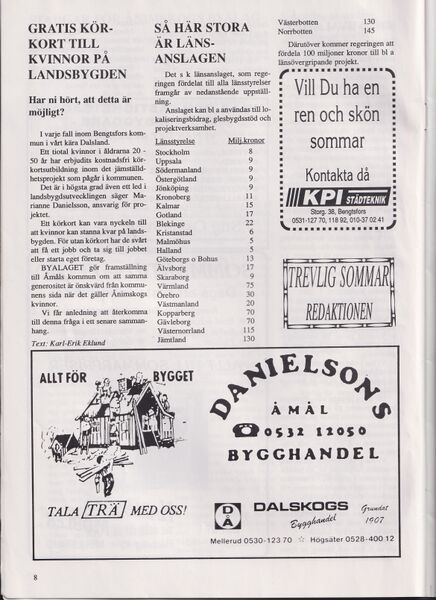 GRATIS KÖR-
KORT TILL
KVINNOR PÅ
LANDSBYGDEN
Har ni hört, att detta är
möjligt?
I varje fall inom Bengtsfors kom-
mun i vårt kära Dalsland.
Ett tiotal kvinnor i åldrarna 20 -
50 år har erbjudits kostnadsfri kör-
kortsutbildning inom det jämställd-
hetsprojekt som pågår i kommunen.
Det är i högsta grad även ett led i
landsbygdsutvecklingen säger Ma-
rianne Danielsson, ansvarig för pro-
jektet.
Ett körkort kan vara nyckeln till
att kvinnor kan stanna kvar på lands-
bygden. För utan körkort har de svårt
att få ett jobb och ta sig till jobbet
eller starta eget företag.
BYALAGET gör framställning
till Åmåls kommun om att samma
generositet är önskvärd från kommu-
nens sida när det gäller Ånimskoga
kvinnor.
Vi får anledning att återkomma
till denna fråga i ett senare samman-
hang.
Text: Karl-Erik Eklund
SÅ HÄR STORA
ÄR LÄNS-
ANSLAGEN
Det s k länsanslaget, som rege-
ringen fördelat till alla länsstyrelser
framgår av nedanstående uppställ-
ning.
Anslaget kan bl a användas till lo-
kaliseringsbidrag, glesbygdsstöd och
projektverksamhet.
Länsstyrelse Milj.kronor
Stockholm 8
Uppsala 9
Södermanland 9
Östergötland 9
Jönköping 9
Kronoberg 11
Kalmar 15
Gotland 17
Blekinge 22
Kristianstad 6
Malmöhus 5
Halland 5
Göteborgs o Bohus 13
Älvsborg 17
Skaraborg 9
Värmland 75
Örebro 30
Västmanland 20
Kopparberg 70
Gävleborg 70
Västernorrland 115
Jämtland 130
Västerbotten 130
Norrbotten 145
Därutöver kommer regeringen att
fördela 100 miljoner kronor till bl a
länsövergripande projekt.
Vill Du ha en
ren och skön
sommar
Kontakta då
KPI STÄDTEKNIK
Storg. 38, Bengtsfors
0531-127 70, 118 92, 010-37 02 41
TREVLIG SOMMAR
REDAKTIONEN
ALLT FÖR BYGGET
TALA TRÄ MED OSS!
DANIELSONS
ÅMÅL
☎ 0532 12050
BYGGHANDEL
DÅ
DALSKOGS
Bygghandel
Grundat
1907
Mellerud 0530-123 70 ☆ Högsäter 0528-400 12
8